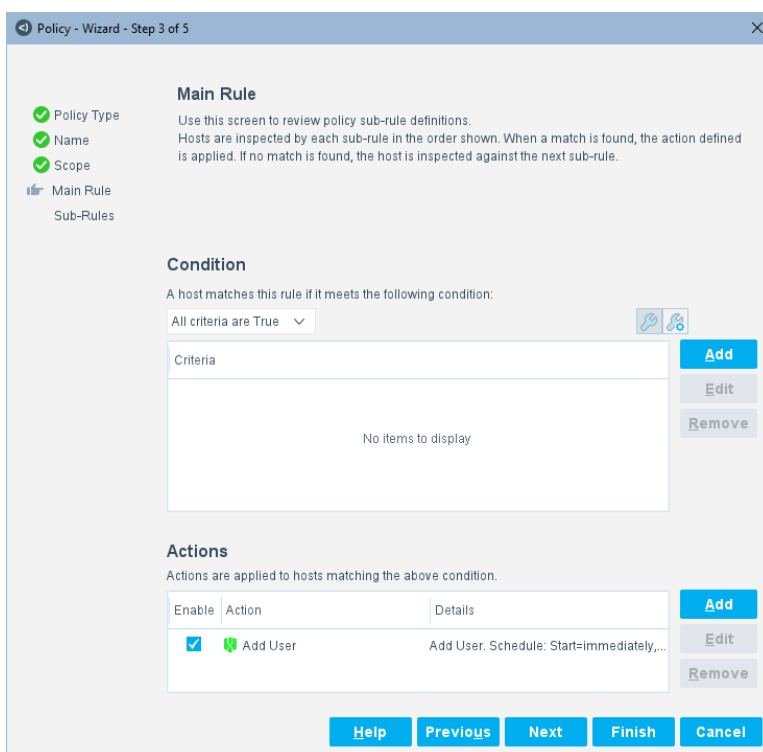 Policy - Wizard - Step 3 of 5
Policy Type
Name
Scope
Main Rule
Sub-Rules
Main Rule
Use this screen to review policy sub-rule definitions.
Hosts are inspected by each sub-rule in the order shown. When a match is found, the action defined
is applied. If no match is found, the host is inspected against the next sub-rule.
Condition
A host matches this rule if it meets the following condition:
All criteria are True
Criteria
No items to display
Add
Edit
Remove
Actions
Actions are applied to hosts matching the above condition.
Enable Action Details
Add User Add User. Schedule: Start=immediately,...
Add
Edit
Remove
Help Previous Next Finish Cancel